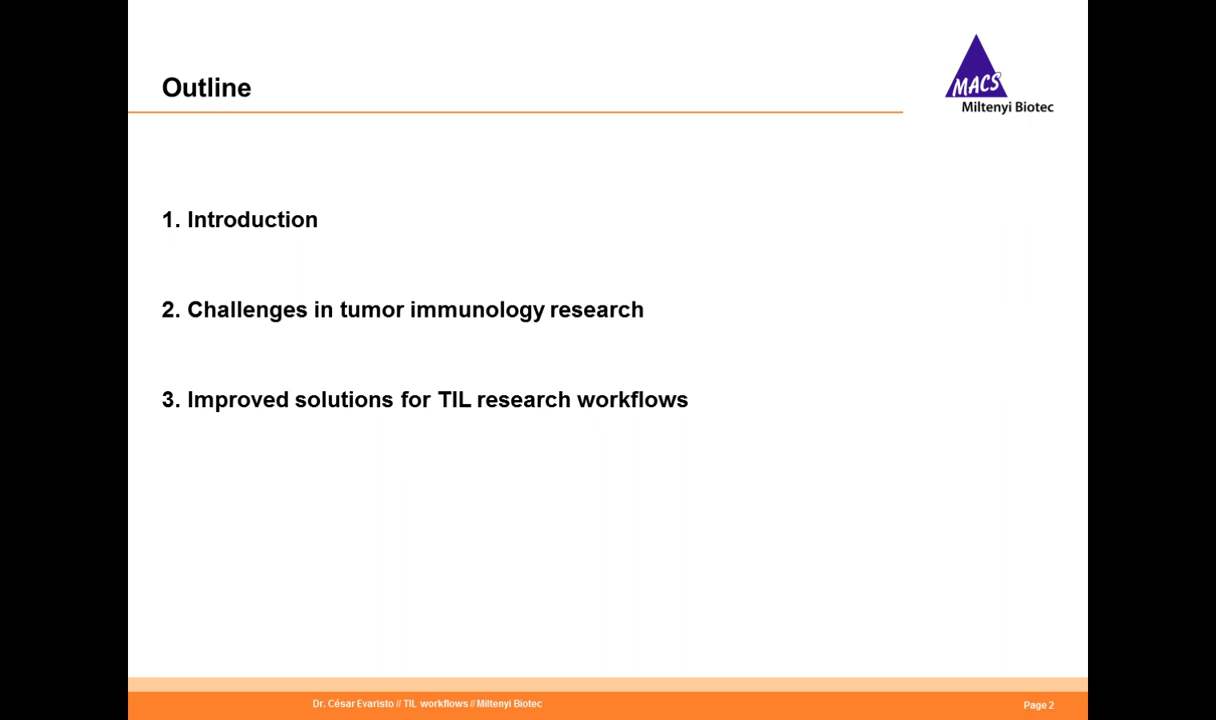 Outline
MACS
Miltenyi Biotec
1. Introduction
2. Challenges in tumor immunology research
3. Improved solutions for TIL research workflows
Dr. César Evaristo // TIL workflows // Miltenyi Biotec
Page 2